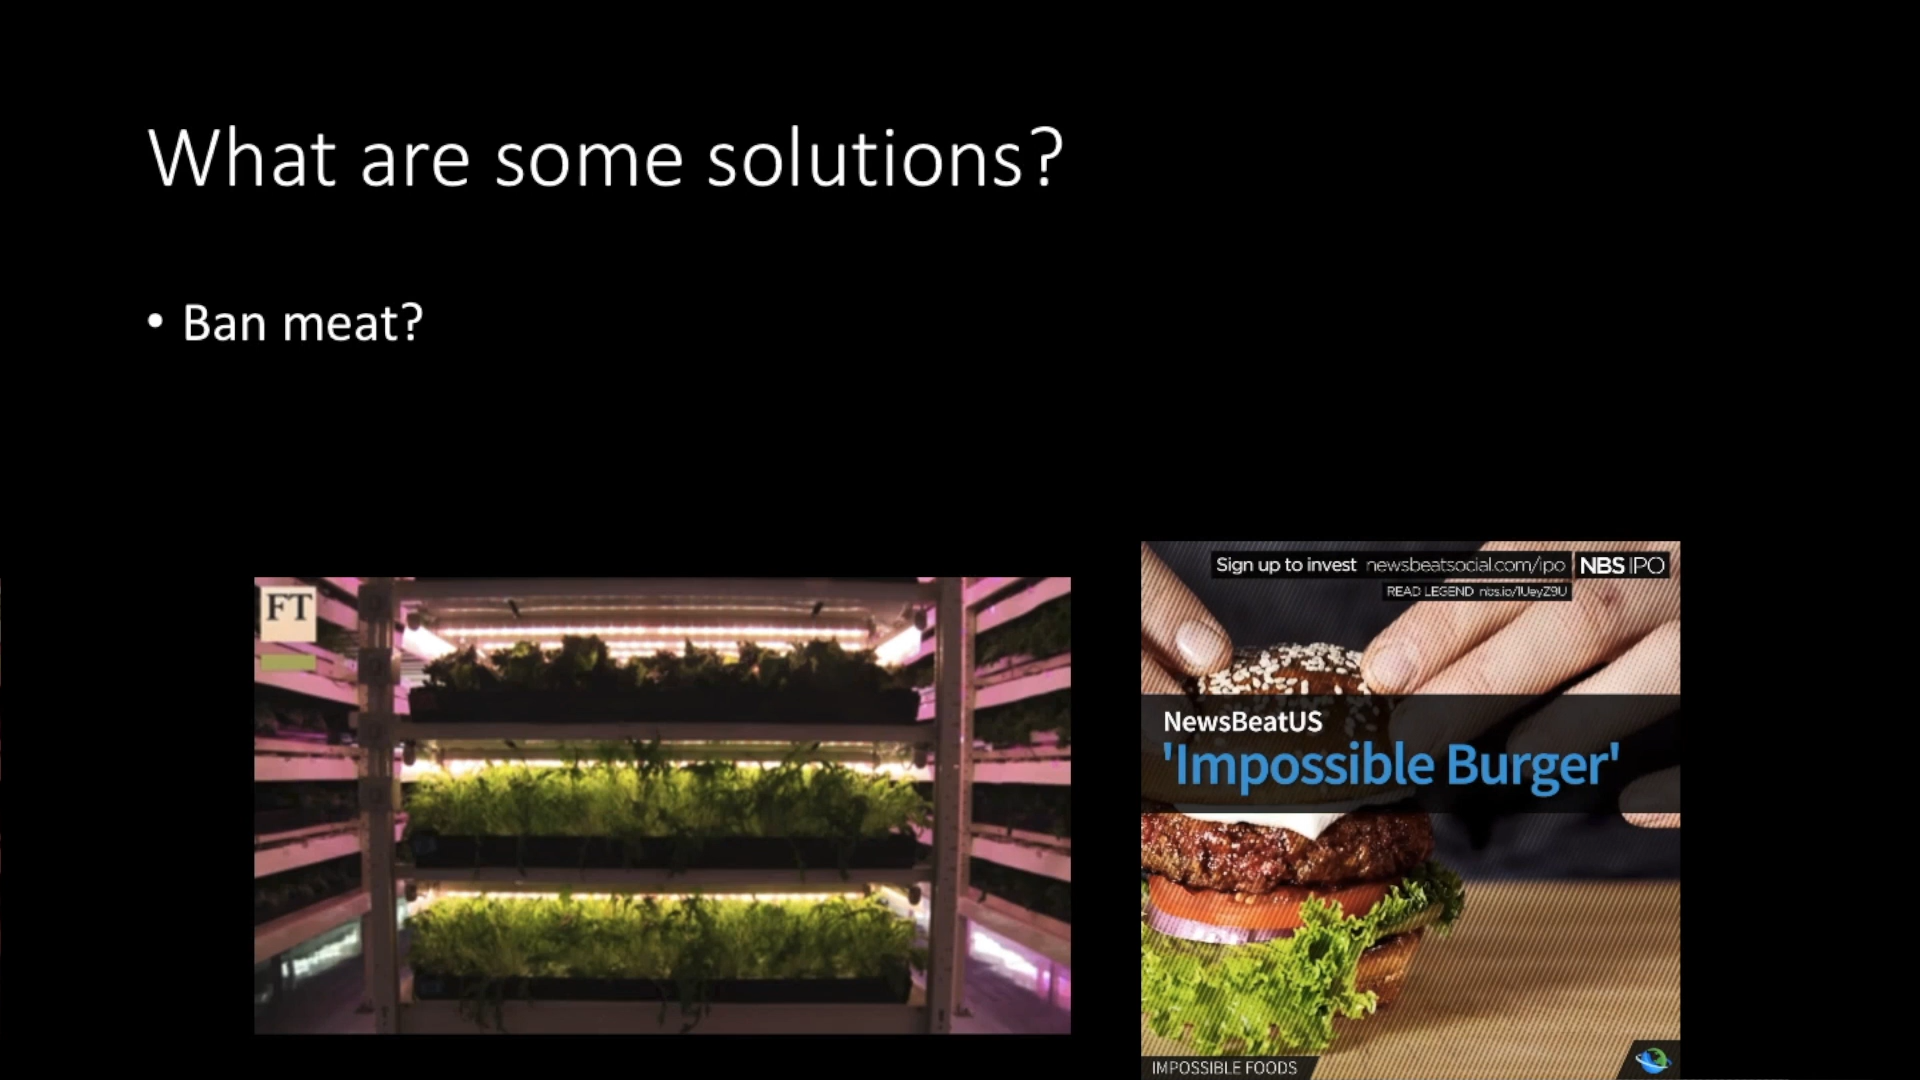 What are some solutions?
• Ban meat?
FT
Sign up to invest newsbeatsocial.com/ipo NBS IPO
READ LEGEND nbs.io/1UeyZ9U
NewsBeatUS
'Impossible Burger'
IMPOSSIBLE FOODS